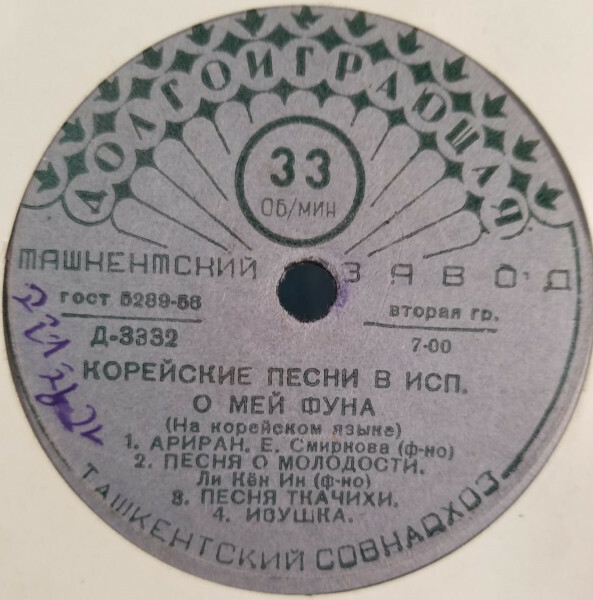 ДОЛГОИГРАЮЩАЯ
33
ОБ/МИН
ТАШКЕНТСКИЙ ЗАВОД
ГОСТ 5289-56
вторая гр.
Д-3332
7-00
КОРЕЙСКИЕ ПЕСНИ В ИСП.
О МЕЙ ФУНА
(На корейском языке)
1. АРИРАН. Е. Смирнова (ф-но)
2. ПЕСНЯ О МОЛОДОСТИ.
Ли Кён Ин (ф-но)
3. ПЕСНЯ ТКАЧИХИ.
4. ИВУШКА.
ТАШКЕНТСКИЙ СОВНАРХОЗ